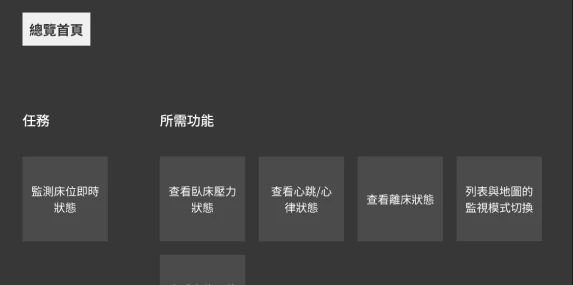 總覽首頁
任務
所需功能
監測床位即時
狀態
查看臥床壓力
狀態
查看心跳/心
律狀態
查看離床狀態
列表與地圖的
監視模式切換